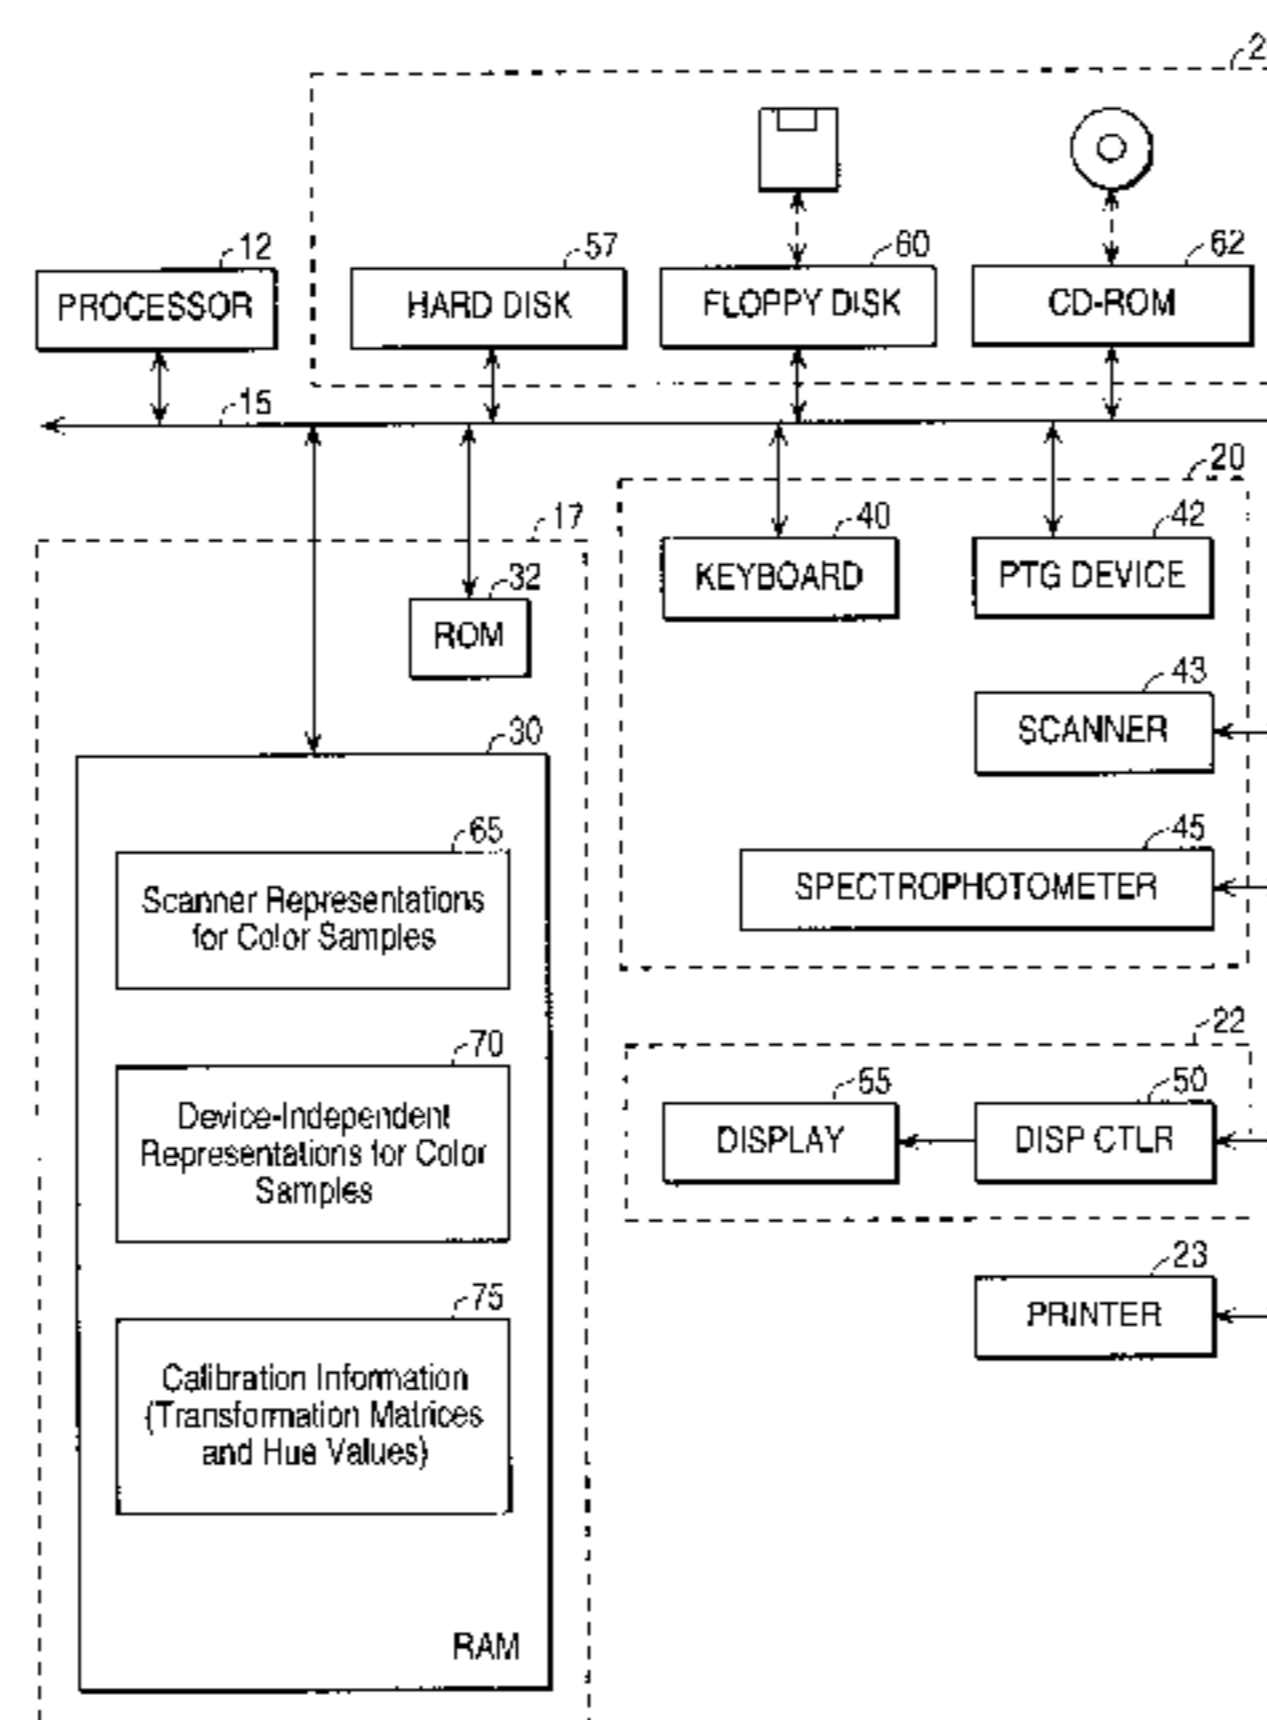 12
PROCESSOR
57
HARD DISK
60
FLOPPY DISK
62
CD-ROM
15
17
32
ROM
30
65
Scanner Representations
for Color Samples
70
Device-Independent
Representations for Color
Samples
75
Calibration Information
(Transformation Matrices
and Hue Values)
RAM
20
40
KEYBOARD
42
PTG DEVICE
43
SCANNER
45
SPECTROPHOTOMETER
22
55
DISPLAY
50
DISP CTLR
23
PRINTER